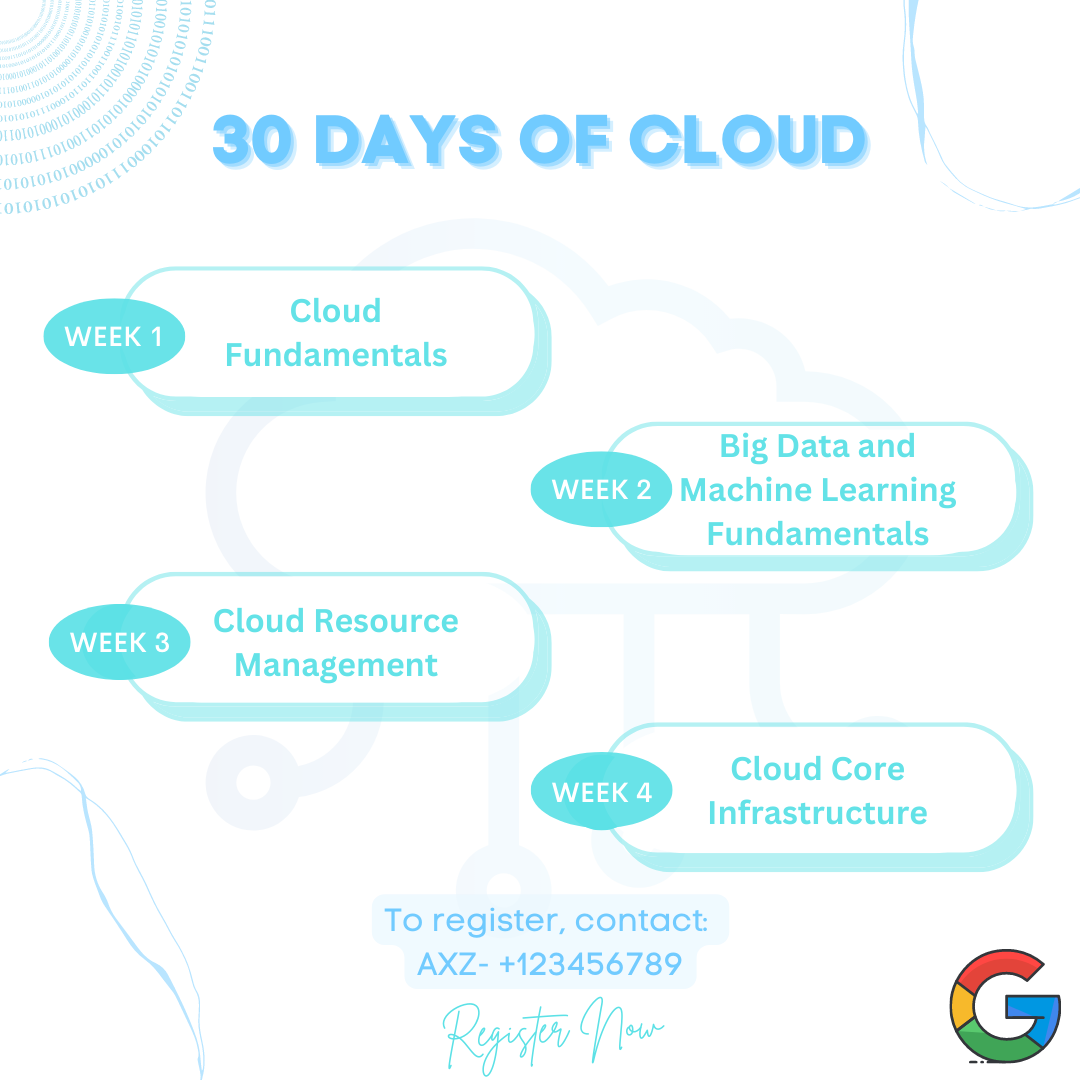 30 DAYS OF CLOUD
WEEK 1
Cloud
Fundamentals
WEEK 2
Big Data and
Machine Learning
Fundamentals
WEEK 3
Cloud Resource
Management
WEEK 4
Cloud Core
Infrastructure
To register, contact:
AXZ- +123456789
Register Now
G